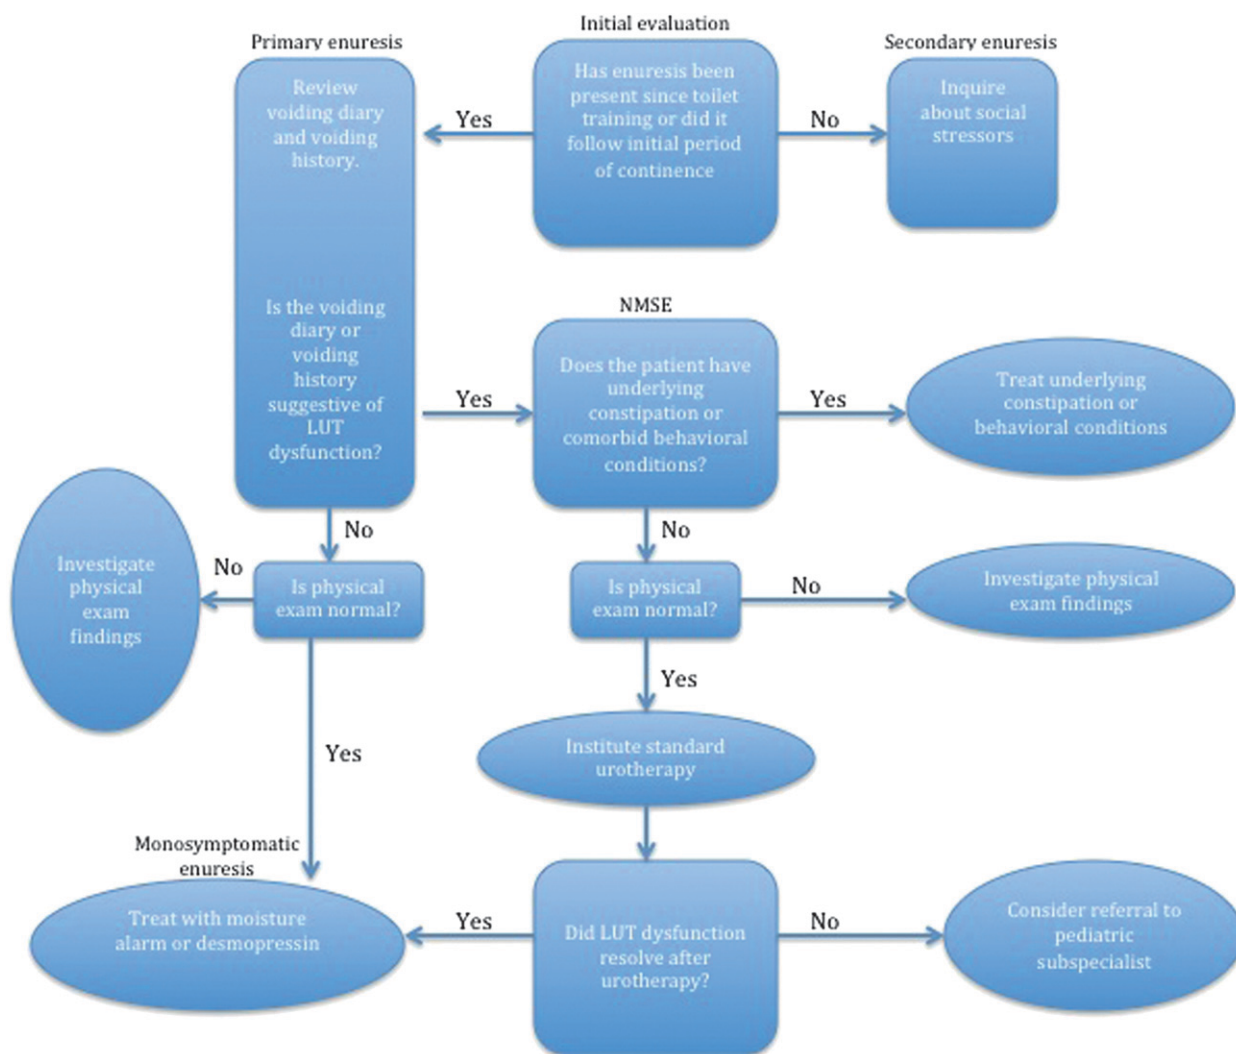 Initial evaluation
Has enuresis been
present since toilet
training or did it
follow initial period
of continence
Yes
No
Primary enuresis
Review
voiding diary
and voiding
history.
Is the voiding
diary or
voiding
history
suggestive of
LUT
dysfunction?
Secondary enuresis
Inquire
about social
stressors
Yes
NMSE
Does the patient have
underlying
constipation or
comorbid behavioral
conditions?
Yes
Treat underlying
constipation or
behavioral conditions
No
Is physical
exam normal?
No
Investigate
physical
exam
findings
No
Is physical
exam normal?
No
Investigate physical
exam findings
Yes
Yes
Institute standard
urotherapy
Monosymptomatic
enuresis
Treat with moisture
alarm or desmopressin
Yes
Did LUT dysfunction
resolve after
urotherapy?
No
Consider referral to
pediatric
subspecialist